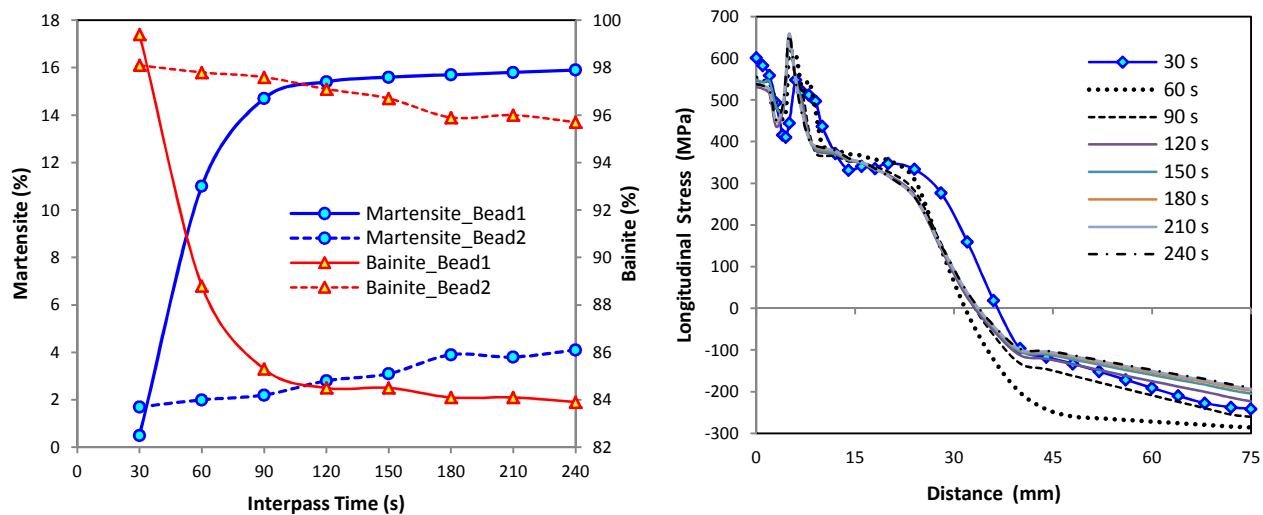 18
16
14
12
10
8
6
4
2
0
100
98
96
94
92
90
88
86
84
82
0 30 60 90 120 150 180 210 240
Martensite (%)
Bainite (%)
Interpass Time (s)
Martensite_Bead1
Martensite_Bead2
Bainite_Bead1
Bainite_Bead2
700
600
500
400
300
200
100
0
-100
-200
-300
0 15 30 45 60 75
Longitudinal Stress (MPa)
Distance (mm)
30 s
60 s
90 s
120 s
150 s
180 s
210 s
240 s